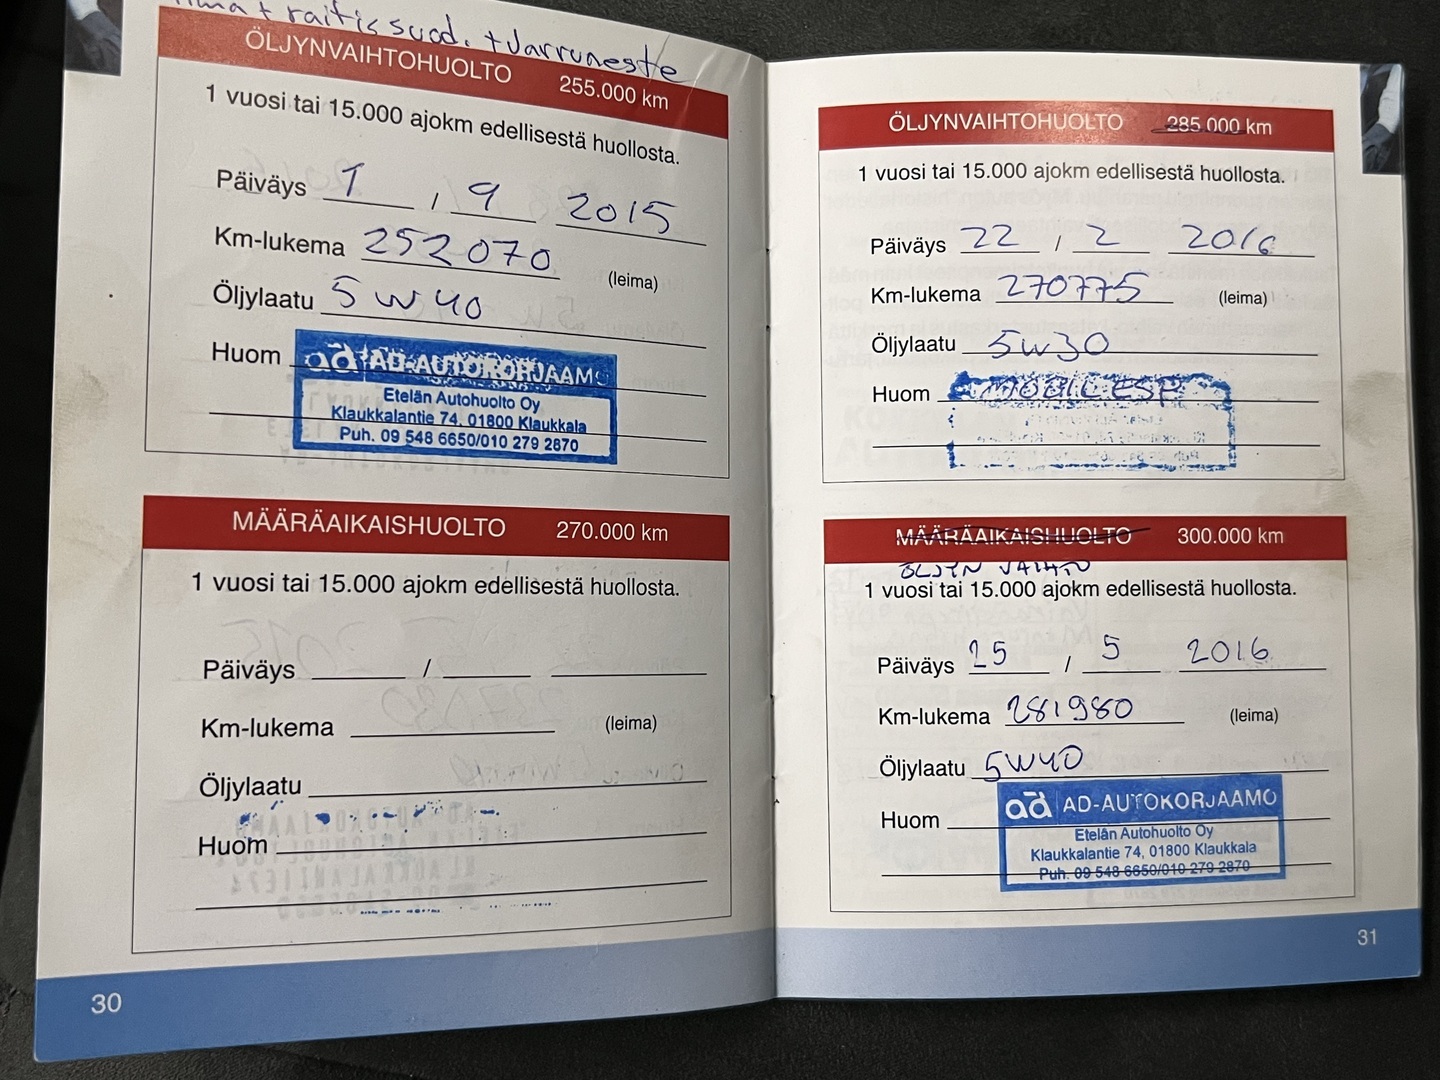 raitissuod. + Jarruneste
ÖLJYNVAIHTOHUOLTO 255.000 km
1 vuosi tai 15.000 ajokm edellisestä huollosta.
Päiväys 1 , 9 2015
Km-lukema 252070 (leima)
Öljylaatu 5W40
Huom
ad AD-AUTOKORJAAMO
Etelän Autohuolto Oy
Klaukkalantie 74, 01800 Klaukkala
Puh. 09 548 6650/010 279 2870
MÄÄRÄAIKAISHUOLTO 270.000 km
1 vuosi tai 15.000 ajokm edellisestä huollosta.
Päiväys /
Km-lukema (leima)
Öljylaatu
Huom
30
ÖLJYNVAIHTOHUOLTO 285.000 km
1 vuosi tai 15.000 ajokm edellisestä huollosta.
Päiväys 22 / 2 2016
Km-lukema 270775 (leima)
Öljylaatu 5W30
Huom MOBIL ESP
MÄÄRÄAIKAISHUOLTO 300.000 km
ÖLJYN VAIHTO
1 vuosi tai 15.000 ajokm edellisestä huollosta.
Päiväys 25 / 5 2016
Km-lukema 281980 (leima)
Öljylaatu 5W40
Huom
ad AD-AUTOKORJAAMO
Etelän Autohuolto Oy
Klaukkalantie 74, 01800 Klaukkala
Puh. 09 548 6650/010 279 2870
31